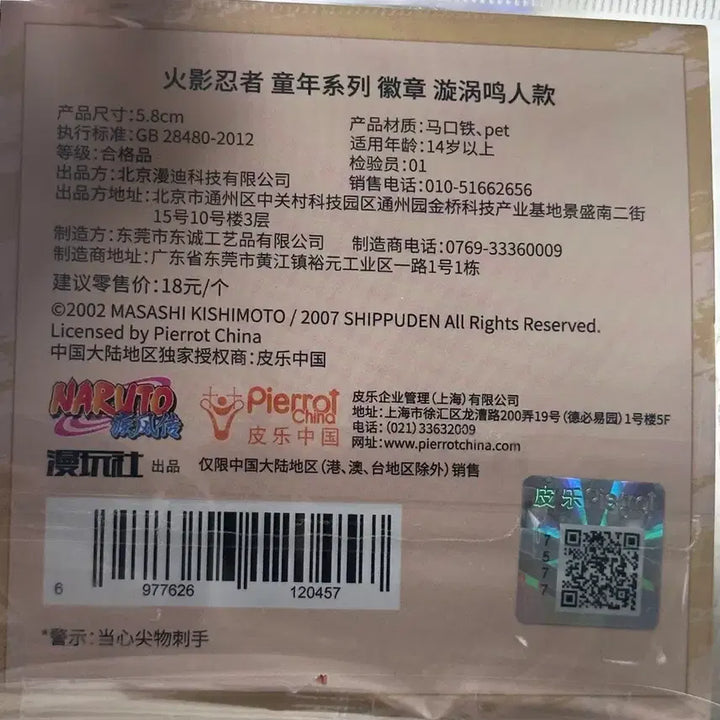 火影忍者 童年系列 徽章 漩涡鸣人款
产品尺寸:5.8cm
产品材质:马口铁、pet
执行标准:GB 28480-2012
适用年龄:14岁以上
等级:合格品
检验员:01
出品方:北京漫迪科技有限公司
销售电话:010-51662656
出品方地址:北京市通州区中关村科技园区通州园金桥科技产业基地景盛南二街
15号10号楼3层
制造方:东莞市东诚工艺品有限公司
制造商电话:0769-33360009
制造商地址:广东省东莞市黄江镇裕元工业区一路1号1栋
建议零售价:18元/个
©2002 MASASHI KISHIMOTO / 2007 SHIPPUDEN All Rights Reserved.
Licensed by Pierrot China
中国大陆地区独家授权商:皮乐中国
NARUTO
疾风传
Pierrot
China
皮乐中国
皮乐企业管理(上海)有限公司
地址:上海市徐汇区龙漕路200弄19号(德必易园)1号楼5F
电话:(021)33632009
网址:www.pierrotchina.com
漫玩社 出品
仅限中国大陆地区(港、澳、台地区除外)销售
皮乐Pierrot
7577
6 977626 120457
*警示:当心尖物刺手